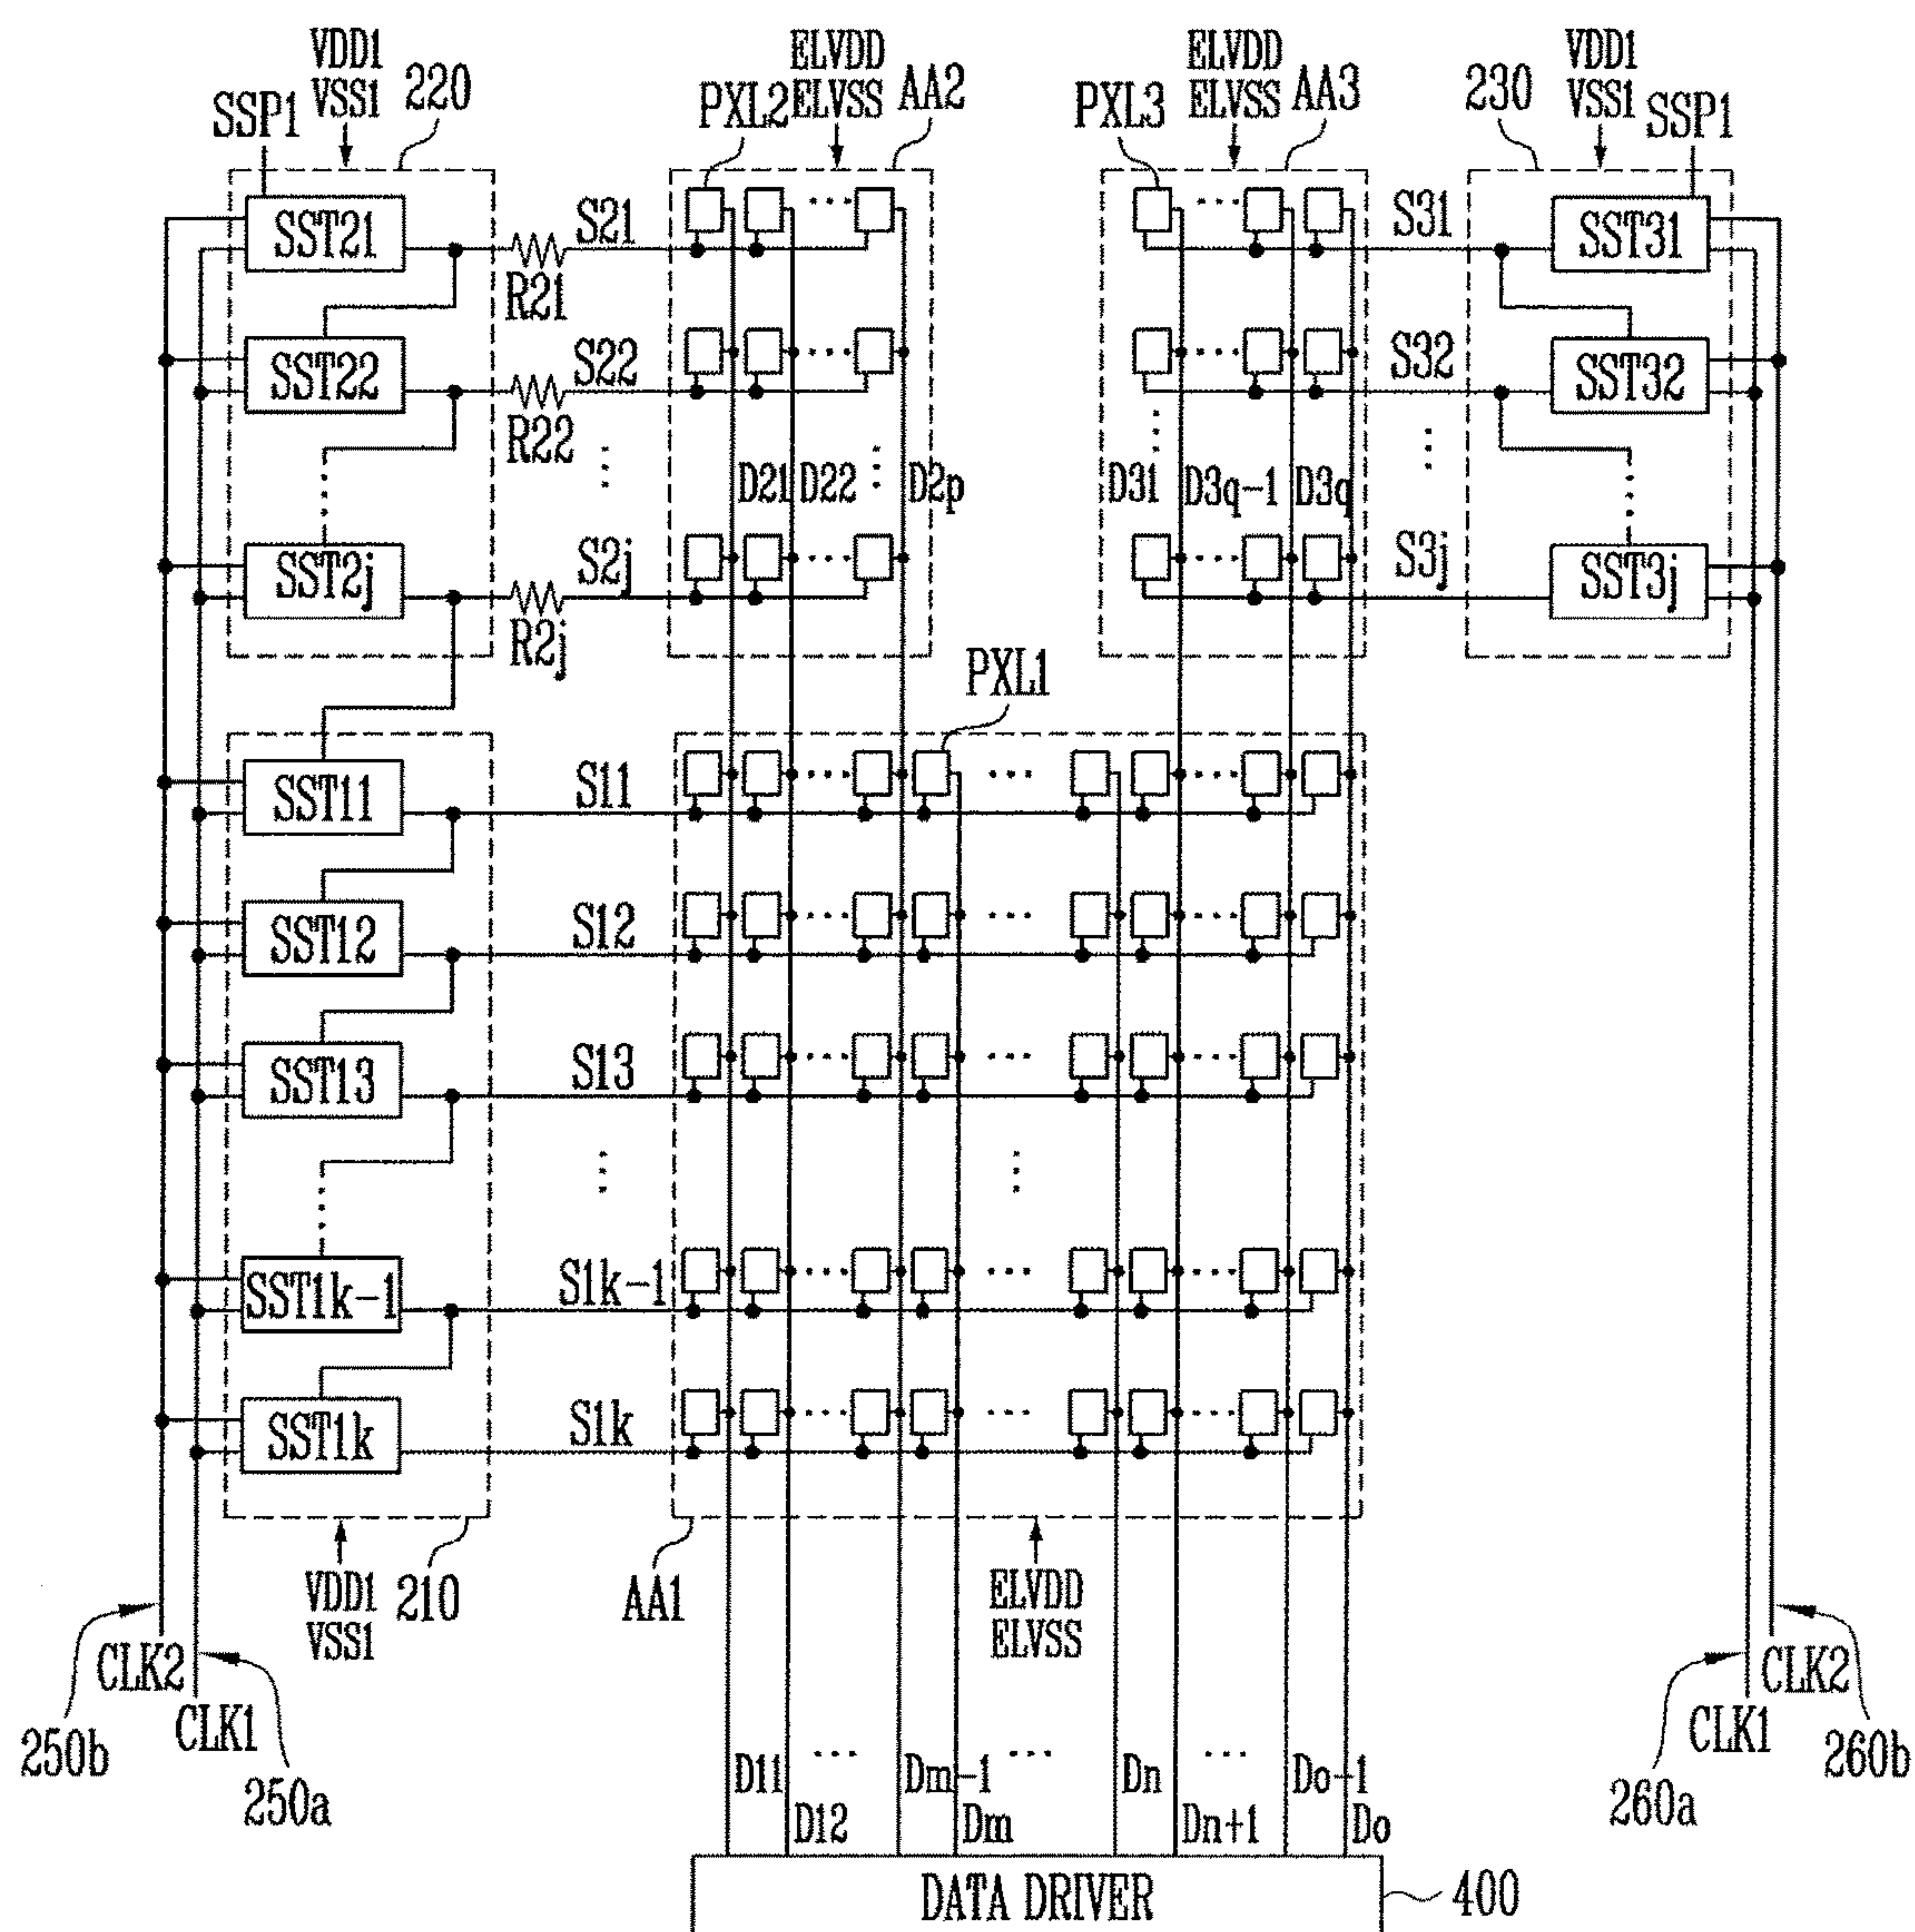 VDD1
VSS1
220
SSP1
ELVDD
ELVSS
PXL2
AA2
ELVDD
ELVSS
PXL3
AA3
VDD1
VSS1
230
SSP1
SST21
S21
R21
S31
SST31
SST22
S22
R22
S32
SST32
D21
D22
D2p
D31
D3q-1
D3q
SST2j
S2j
R2j
S3j
SST3j
PXL1
SST11
S11
SST12
S12
SST13
S13
SST1k-1
S1k-1
SST1k
S1k
VDD1
VSS1
210
AA1
ELVDD
ELVSS
CLK2
250b
CLK1
250a
CLK2
260b
CLK1
260a
D11
D12
Dm-1
Dm
Dn
Dn+1
Do-1
Do
DATA DRIVER
400